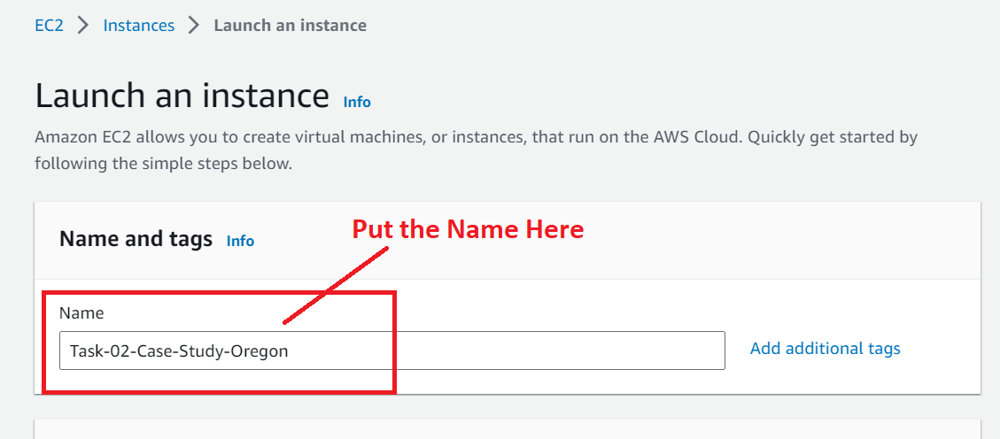 EC2 > Instances > Launch an instance
Launch an instance Info
Amazon EC2 allows you to create virtual machines, or instances, that run on the AWS Cloud. Quickly get started by
following the simple steps below.
Put the Name Here
Name and tags Info
Name
Task-02-Case-Study-Oregon
Add additional tags